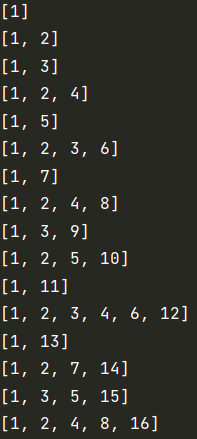 [1]
[1, 2]
[1, 3]
[1, 2, 4]
[1, 5]
[1, 2, 3, 6]
[1, 7]
[1, 2, 4, 8]
[1, 3, 9]
[1, 2, 5, 10]
[1, 11]
[1, 2, 3, 4, 6, 12]
[1, 13]
[1, 2, 7, 14]
[1, 3, 5, 15]
[1, 2, 4, 8, 16]